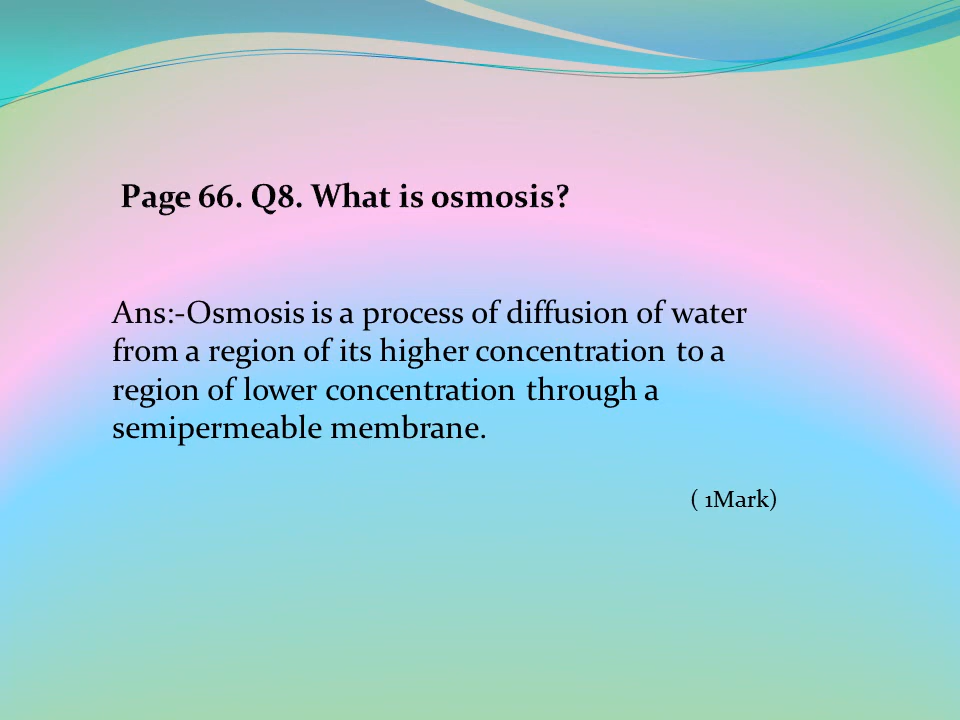 Page 66. Q8. What is osmosis?
Ans:-Osmosis is a process of diffusion of water
from a region of its higher concentration to a
region of lower concentration through a
semipermeable membrane.
( 1Mark)